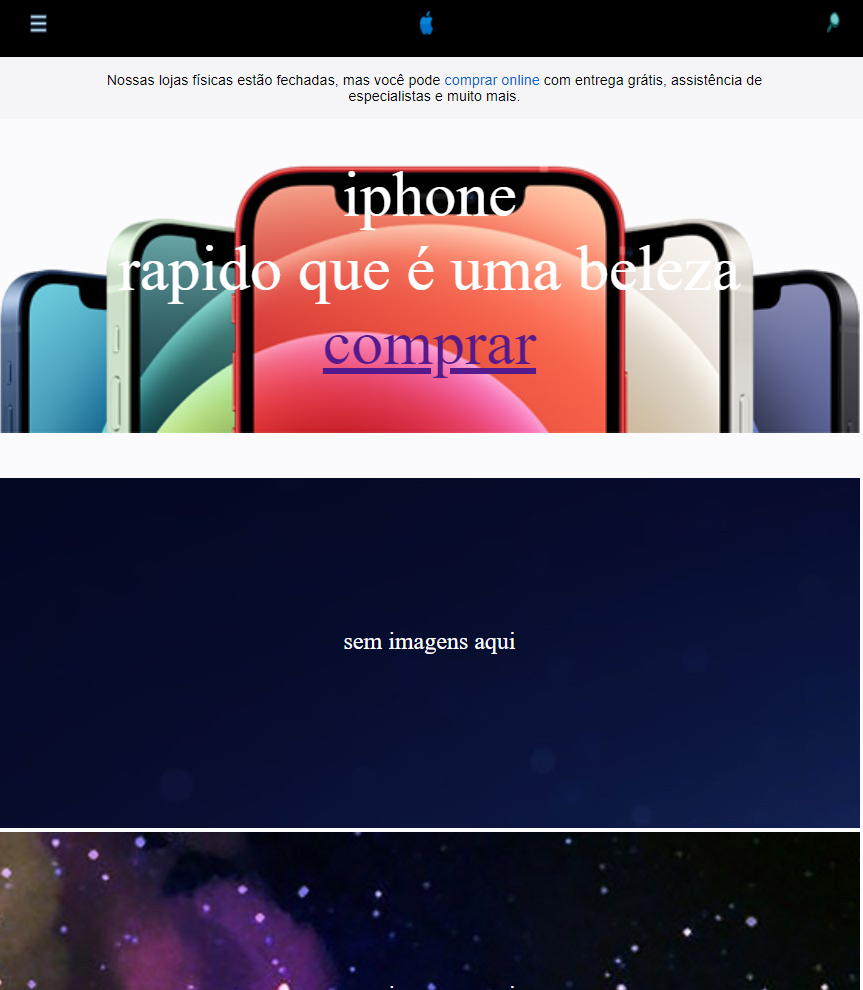 Nossas lojas físicas estão fechadas, mas você pode comprar online com entrega grátis, assistência de
especialistas e muito mais.
iphone
rapido que é uma beleza
comprar
sem imagens aqui